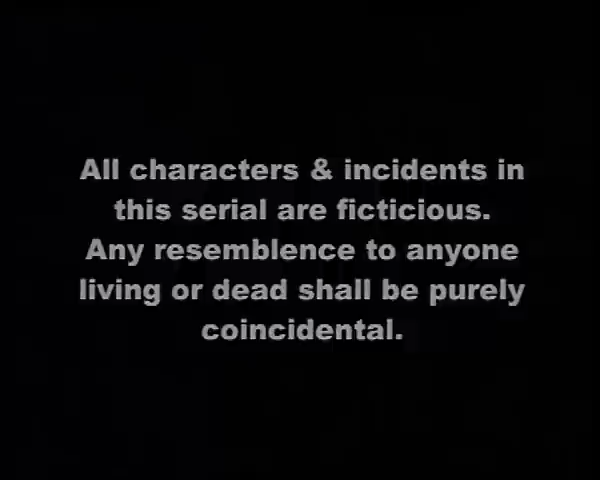 All characters & incidents in
this serial are ficticious.
Any resemblence to anyone
living or dead shall be purely
coincidental.